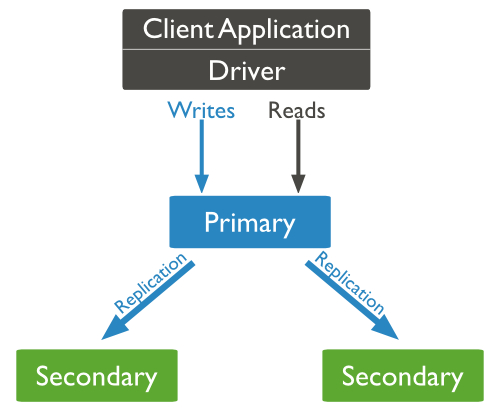 Client Application
Driver
Writes
Reads
Primary
Replication
Replication
Secondary
Secondary